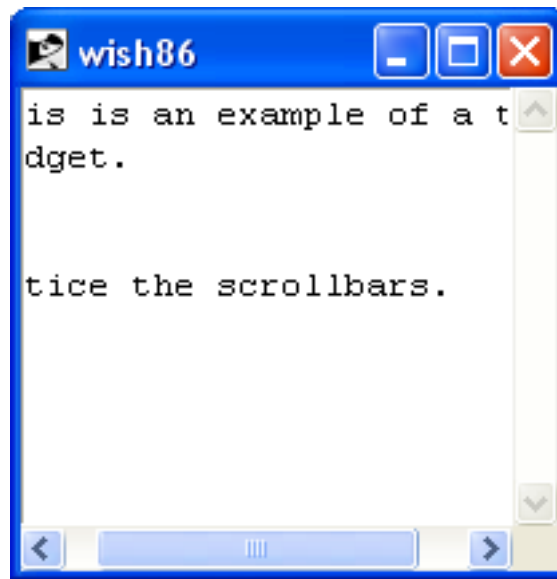 wish86
is is an example of a t
dget.
tice the scrollbars.